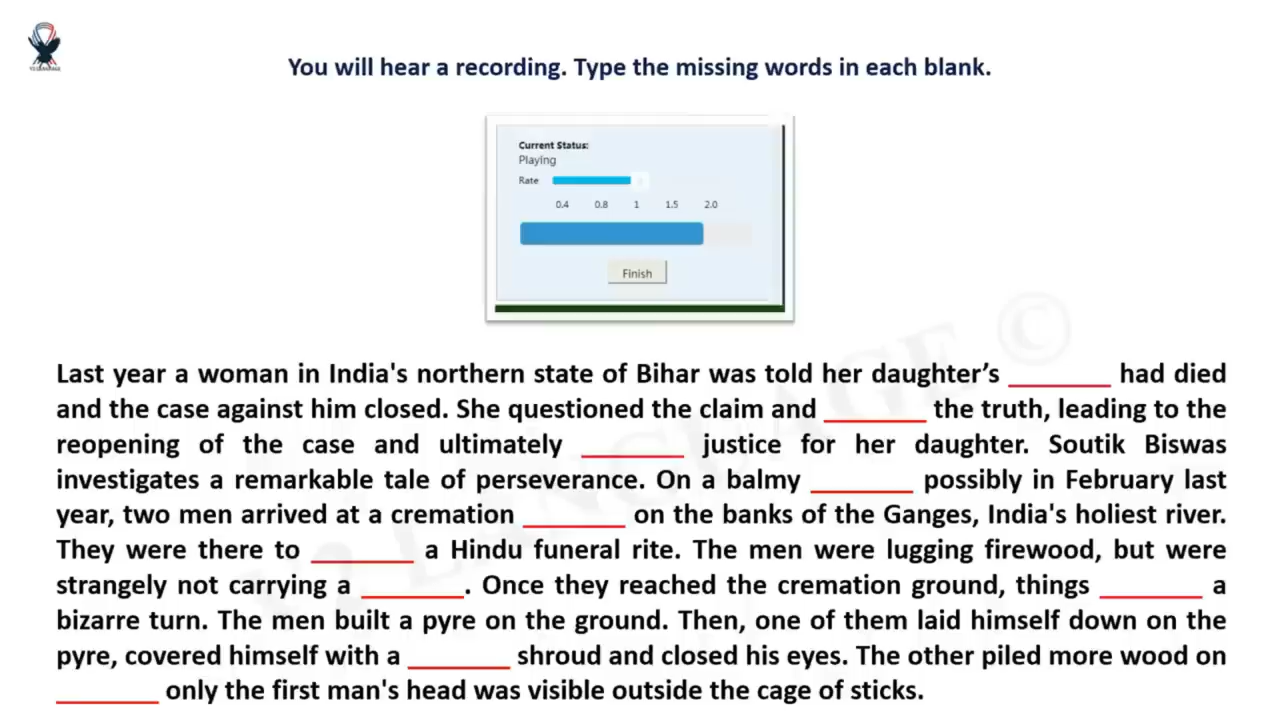 V3 LANGUAGE
You will hear a recording. Type the missing words in each blank.
Current Status:
Playing
Rate
0.4 0.8 1 1.5 2.0
Finish
Last year a woman in India's northern state of Bihar was told her daughter’s ________ had died
and the case against him closed. She questioned the claim and ________ the truth, leading to the
reopening of the case and ultimately ________ justice for her daughter. Soutik Biswas
investigates a remarkable tale of perseverance. On a balmy ________ possibly in February last
year, two men arrived at a cremation ________ on the banks of the Ganges, India's holiest river.
They were there to ________ a Hindu funeral rite. The men were lugging firewood, but were
strangely not carrying a ________. Once they reached the cremation ground, things ________ a
bizarre turn. The men built a pyre on the ground. Then, one of them laid himself down on the
pyre, covered himself with a ________ shroud and closed his eyes. The other piled more wood on
________ only the first man's head was visible outside the cage of sticks.
V3 LANGUAGE ©